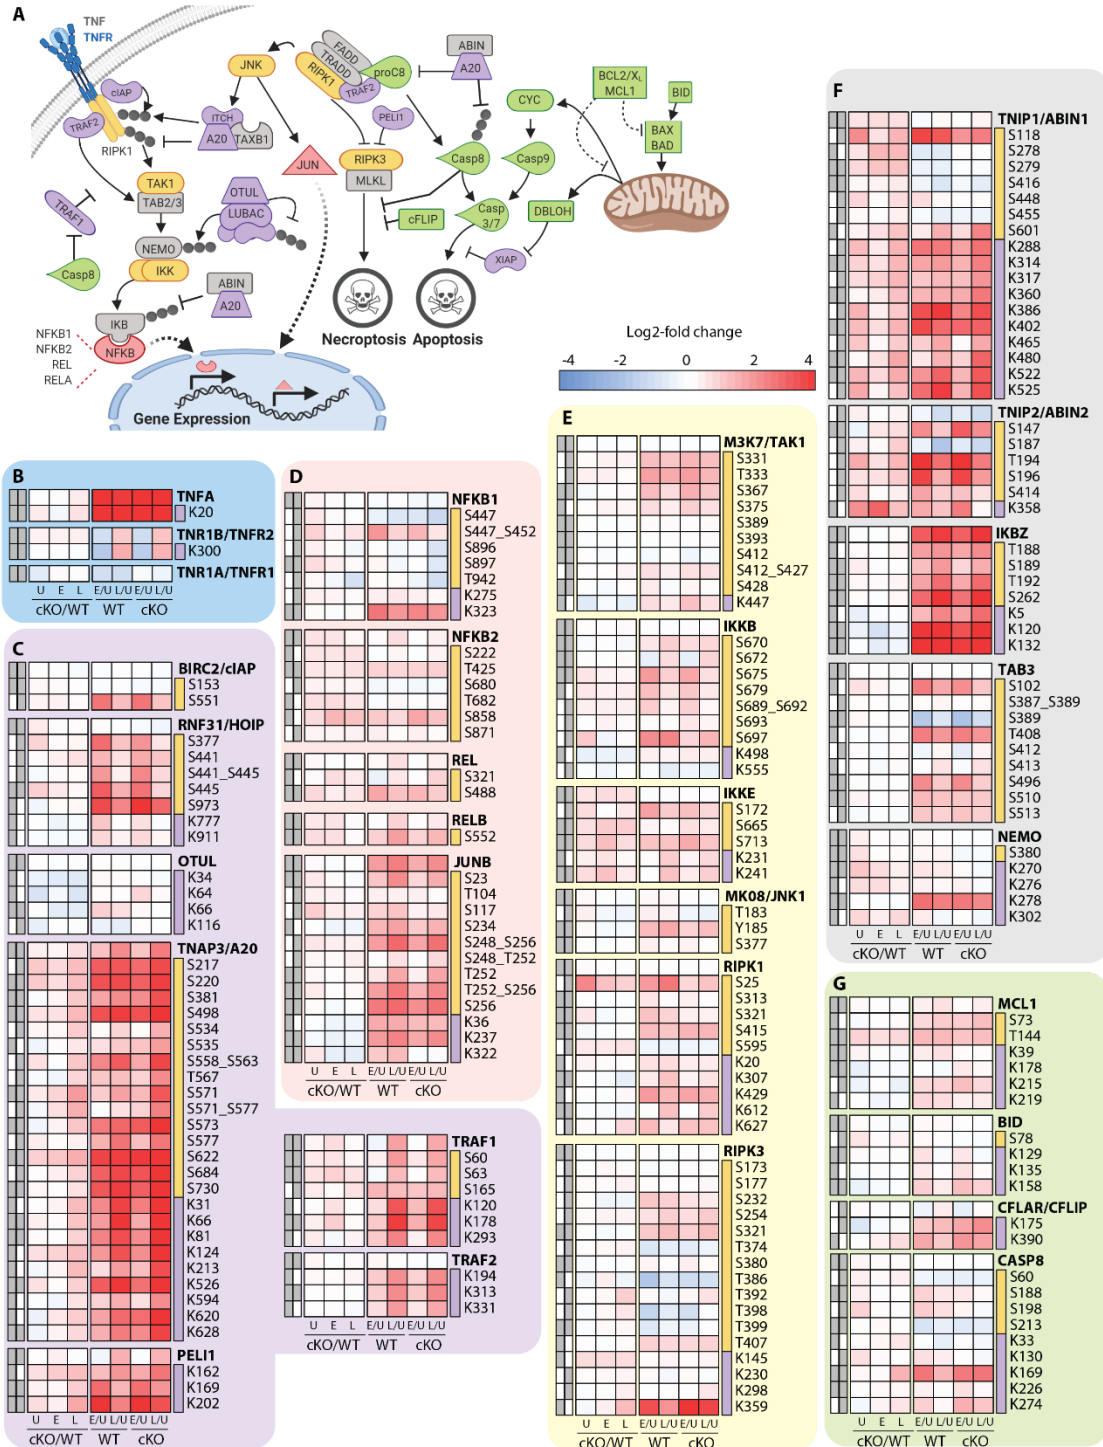 A
TNF
TNFR
cIAP
TRAF2
RIPK1
TAK1
TAB2/3
TRAF1
Casp8
NEMO
IKK
IKB
NFKB
NFKB1
NFKB2
REL
RELA
ABIN
A20
OTUL
LUBAC
JNK
ITCH
A20
TAXB1
JUN
FADD
TRADD
RIPK1
TRAF2
proC8
PELI1
RIPK3
MLKL
ABIN
A20
Casp8
cFLIP
CYC
Casp9
Casp
3/7
XIAP
DBLOH
BCL2/XL
MCL1
BID
BAX
BAD
Necroptosis
Apoptosis
Gene Expression
Log2-fold change
-4 -2 0 2 4
B
TNFA
K20
TNR1B/TNFR2
K300
TNR1A/TNFR1
U E L E/U L/U E/U L/U
cKO/WT WT cKO
C
BIRC2/cIAP
S153
S551
RNF31/HOIP
S377
S441
S441_S445
S445
S973
K777
K911
OTUL
K34
K64
K66
K116
TNAP3/A20
S217
S220
S381
S498
S534
S535
S558_S563
T567
S571
S571_S577
S573
S577
S622
S684
S730
K31
K66
K81
K124
K213
K526
K594
K620
K628
PELI1
K162
K169
K202
U E L E/U L/U E/U L/U
cKO/WT WT cKO
TRAF1
S60
S63
S165
K120
K178
K293
TRAF2
K194
K313
K331
U E L E/U L/U E/U L/U
cKO/WT WT cKO
D
NFKB1
S447
S447_S452
S896
S897
T942
K275
K323
NFKB2
S222
T425
S680
T682
S858
S871
REL
S321
S488
RELB
S552
JUNB
S23
T104
S117
S234
S248_S256
S248_T252
T252
T252_S256
S256
K36
K237
K322
U E L E/U L/U E/U L/U
cKO/WT WT cKO
E
M3K7/TAK1
S331
T333
S367
S375
S389
S393
S412
S412_S427
S428
K447
IKKB
S670
S672
S675
S679
S689_S692
S693
S697
K498
K555
IKKE
S172
S665
S713
K231
K241
MK08/JNK1
T183
Y185
S377
RIPK1
S25
S313
S321
S415
S595
K20
K307
K429
K612
K627
RIPK3
S173
S177
S232
S254
S321
T374
S380
T386
T392
T398
T399
T407
K145
K230
K298
K359
U E L E/U L/U E/U L/U
cKO/WT WT cKO
F
TNIP1/ABIN1
S118
S278
S279
S416
S448
S455
S601
K288
K314
K317
K360
K386
K402
K465
K480
K522
K525
TNIP2/ABIN2
S147
S187
T194
S196
S414
K358
IKBZ
T188
S189
T192
S262
K5
K120
K132
TAB3
S102
S387_S389
S389
T408
S412
S413
S496
S510
S513
NEMO
S380
K270
K276
K278
K302
U E L E/U L/U E/U L/U
cKO/WT WT cKO
G
MCL1
S73
T144
K39
K178
K215
K219
BID
S78
K129
K135
K158
CFLAR/CFLIP
K175
K390
CASP8
S60
S188
S198
S213
K33
K130
K169
K226
K274
U E L E/U L/U E/U L/U
cKO/WT WT cKO